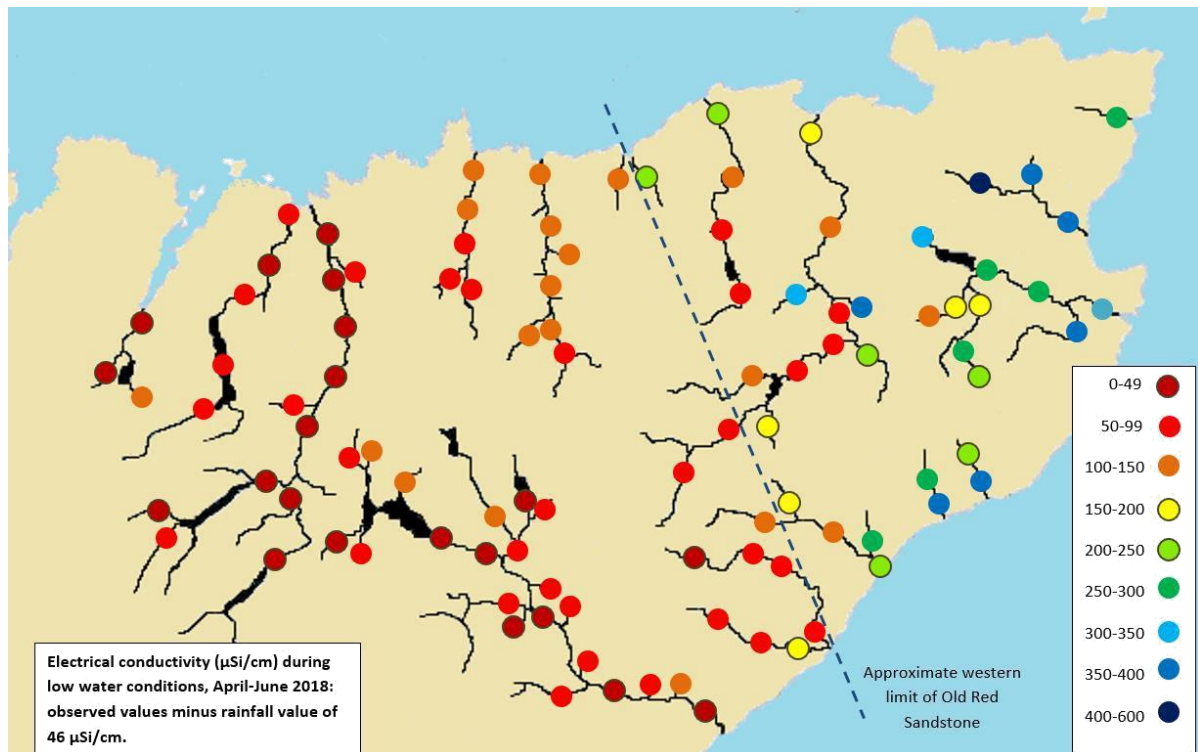 0-49
50-99
100-150
150-200
200-250
250-300
300-350
350-400
400-600
Approximate western
limit of Old Red
Sandstone
Electrical conductivity (µSi/cm) during
low water conditions, April-June 2018:
observed values minus rainfall value of
46 µSi/cm.